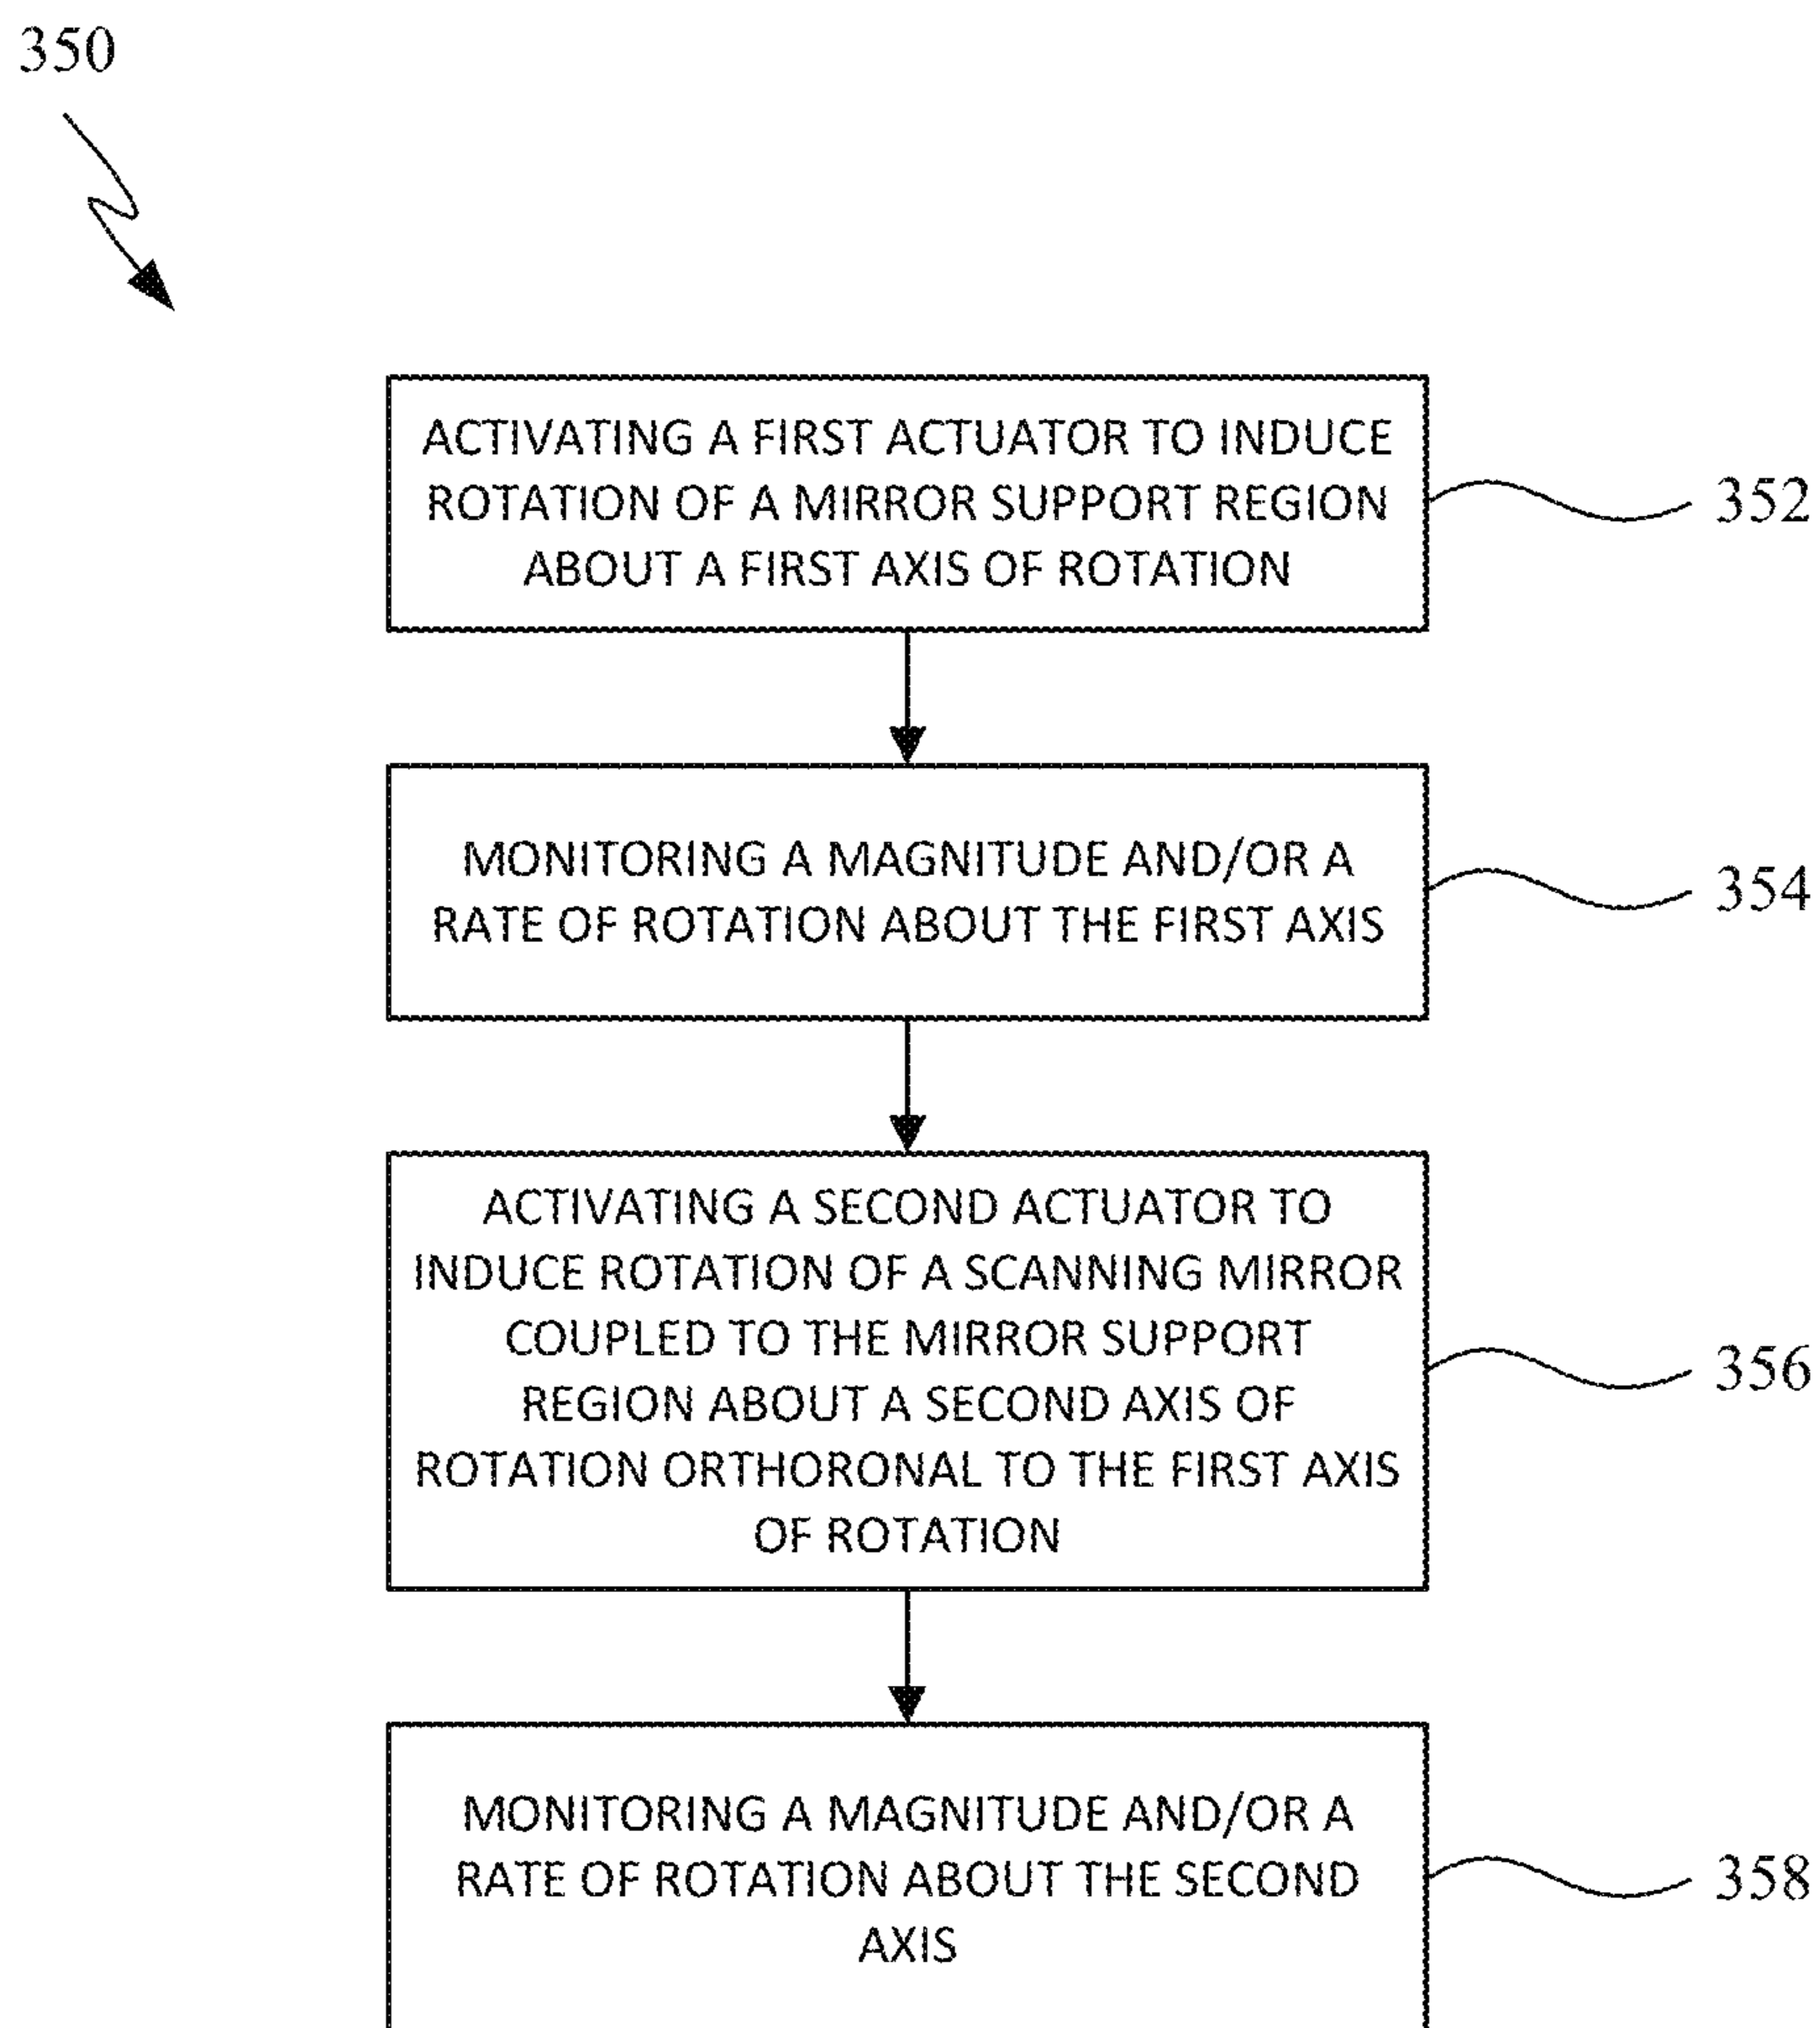 350
ACTIVATING A FIRST ACTUATOR TO INDUCE
ROTATION OF A MIRROR SUPPORT REGION
ABOUT A FIRST AXIS OF ROTATION
352
MONITORING A MAGNITUDE AND/OR A
RATE OF ROTATION ABOUT THE FIRST AXIS
354
ACTIVATING A SECOND ACTUATOR TO
INDUCE ROTATION OF A SCANNING MIRROR
COUPLED TO THE MIRROR SUPPORT
REGION ABOUT A SECOND AXIS OF
ROTATION ORTHORONAL TO THE FIRST AXIS
OF ROTATION
356
MONITORING A MAGNITUDE AND/OR A
RATE OF ROTATION ABOUT THE SECOND
AXIS
358